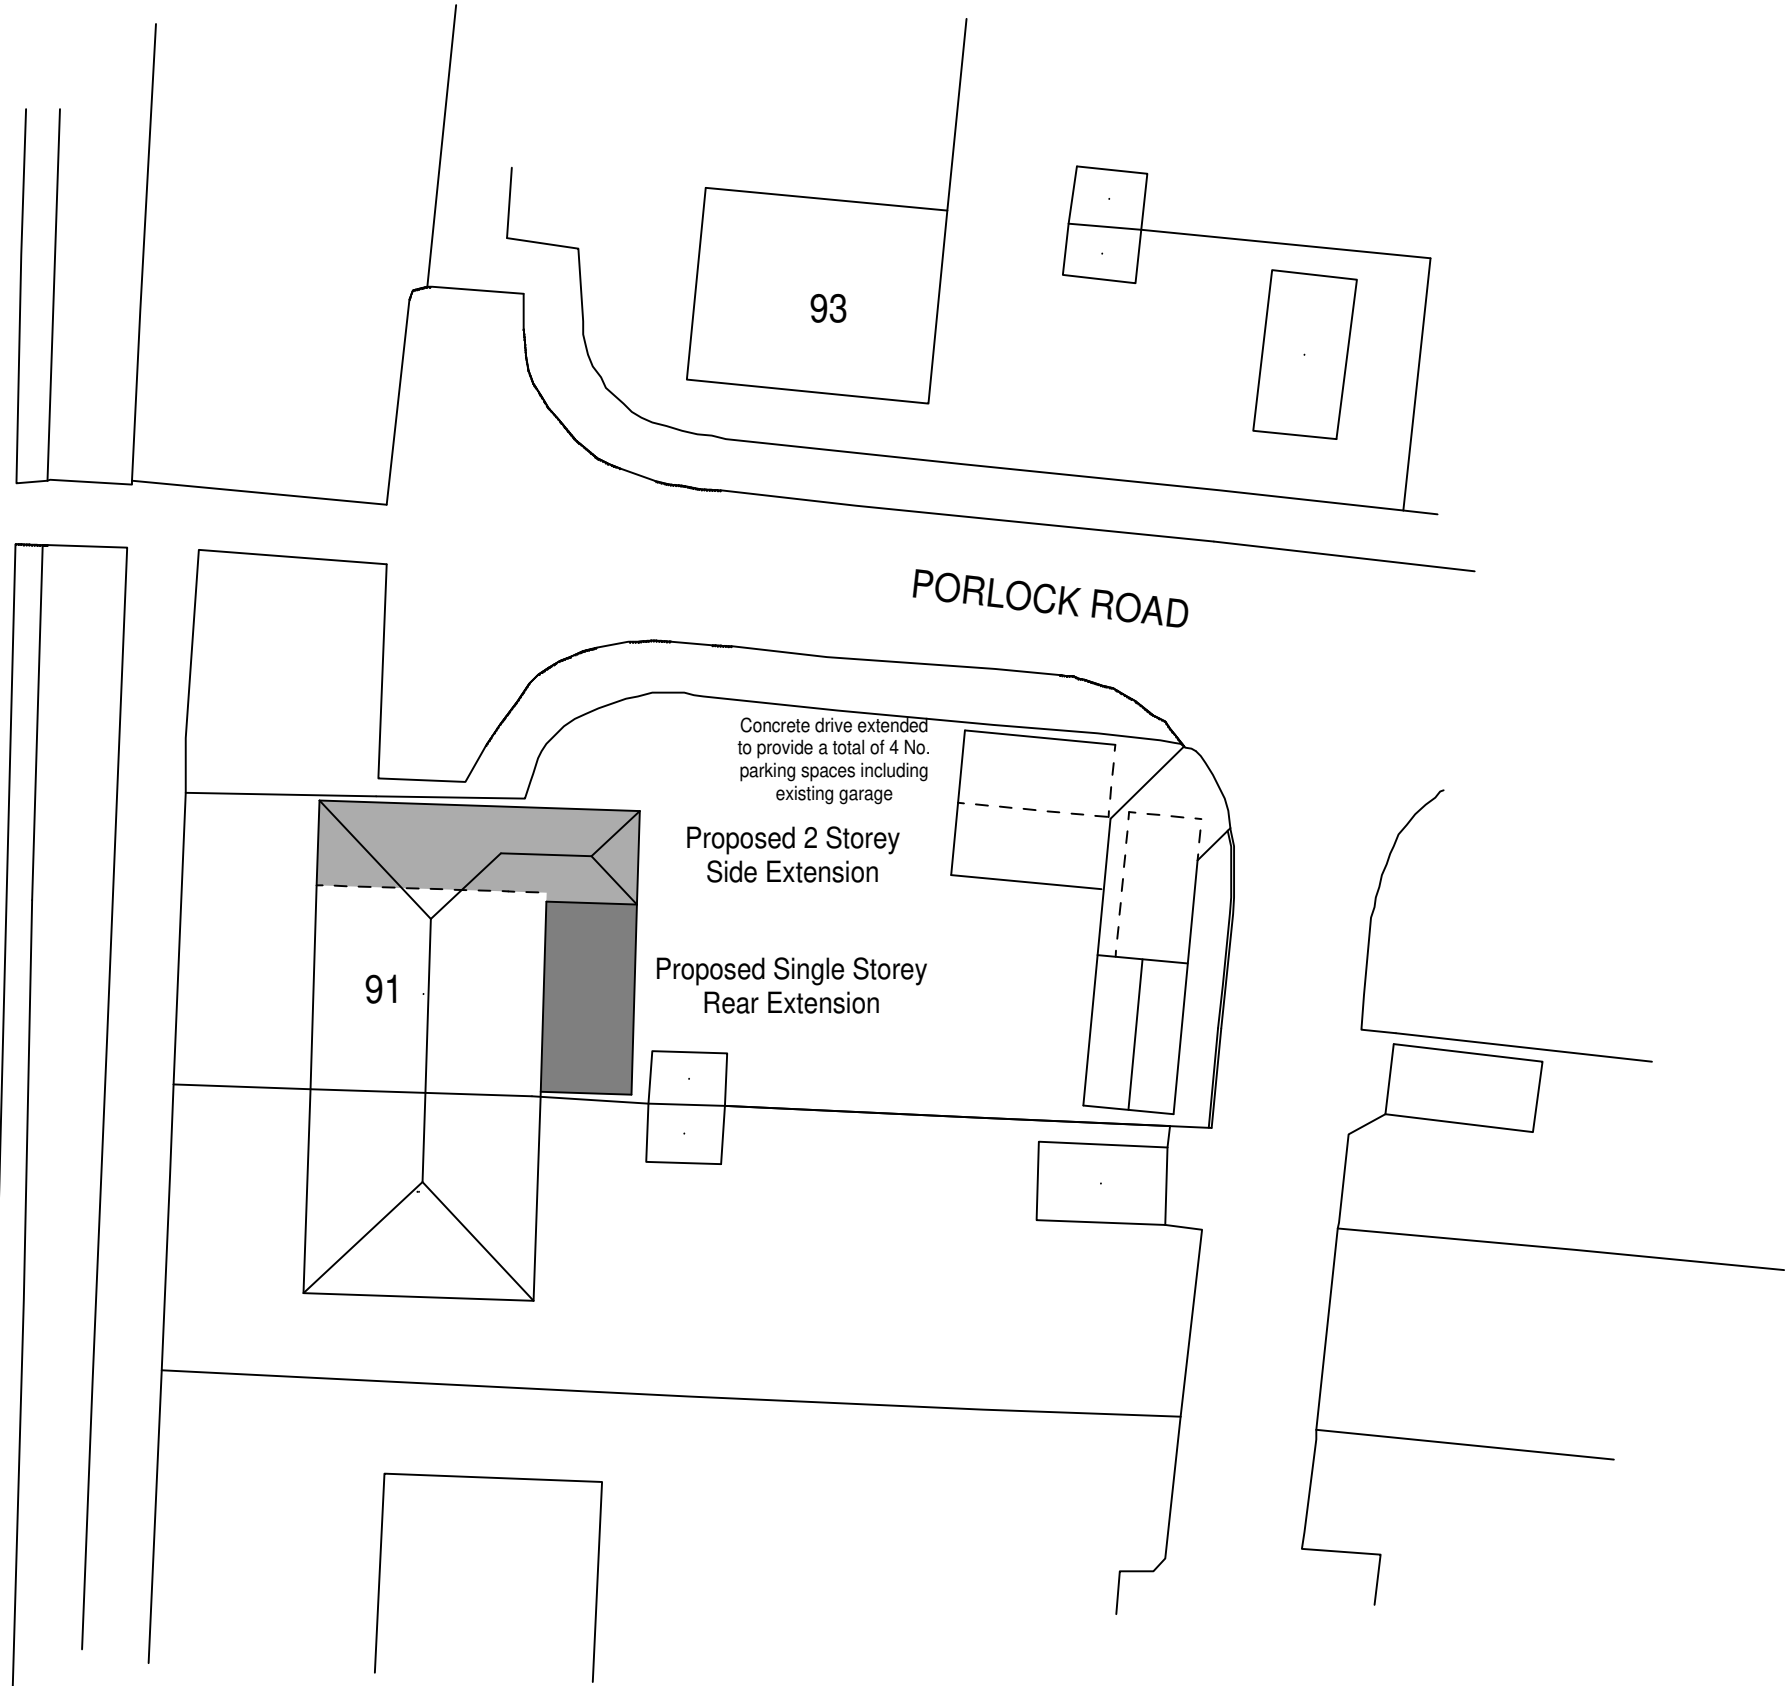 93
PORLOCK ROAD
Concrete drive extended
to provide a total of 4 No.
parking spaces including
existing garage
Proposed 2 Storey
Side Extension
Proposed Single Storey
Rear Extension
91